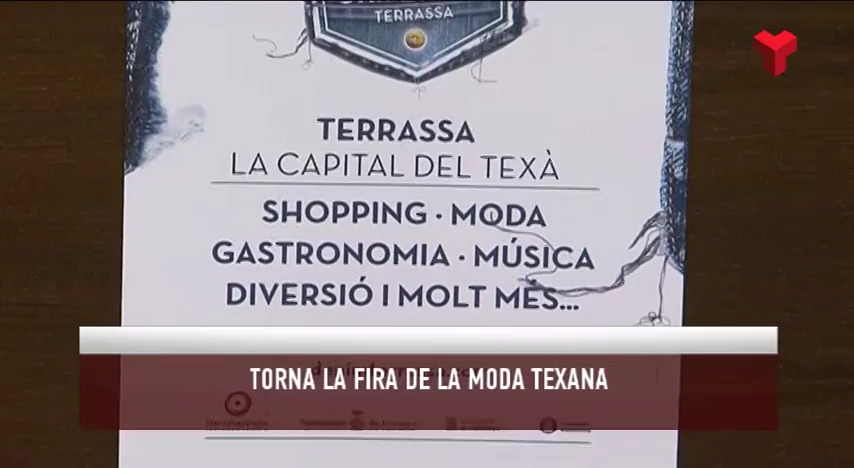 TERRASSA
TERRASSA
LA CAPITAL DEL TEXÀ
SHOPPING · MODA
GASTRONOMIA · MÚSICA
DIVERSIÓ I MOLT MÉS...
TORNA LA FIRA DE LA MODA TEXANA